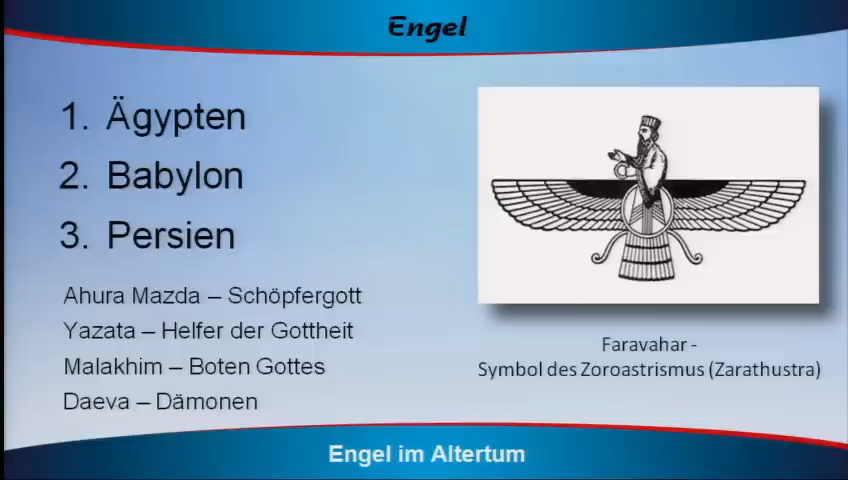 Engel
1. Ägypten
2. Babylon
3. Persien
Ahura Mazda – Schöpfergott
Yazata – Helfer der Gottheit
Malakhim – Boten Gottes
Daeva – Dämonen
Faravahar -
Symbol des Zoroastrismus (Zarathustra)
Engel im Altertum